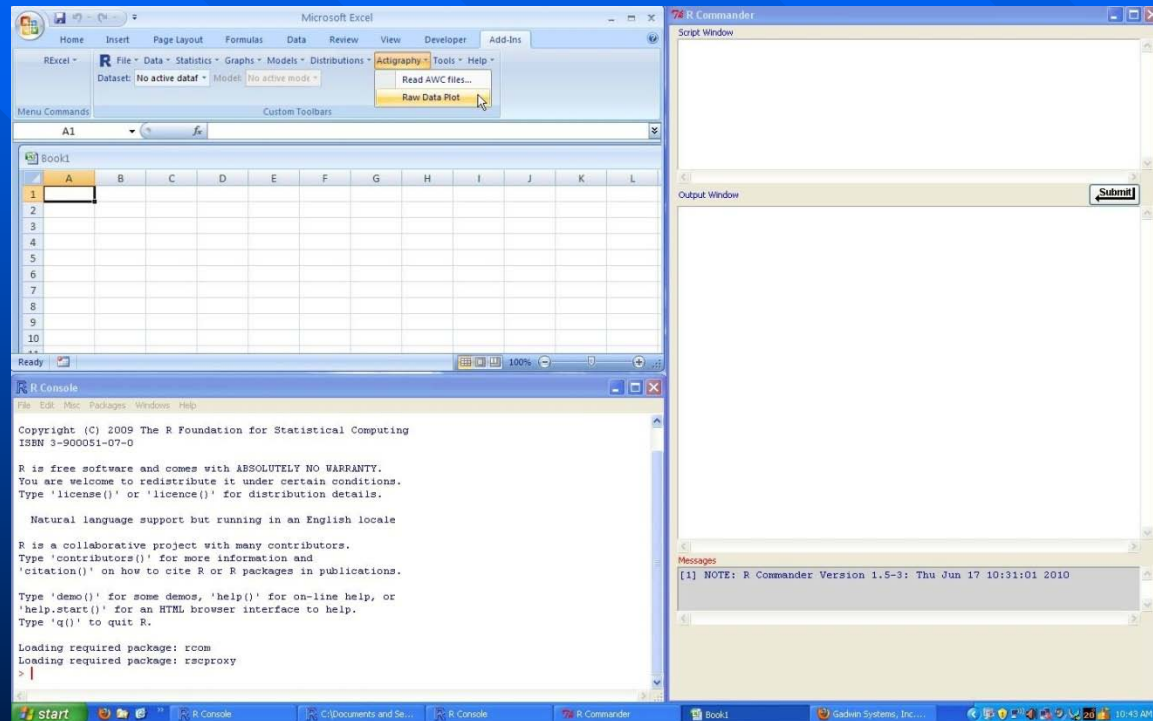 Microsoft Excel
Home Insert Page Layout Formulas Data Review View Developer Add-Ins
RExcel R File Data Statistics Graphs Models Distributions Actigraphy Tools Help
Dataset: No active dataf Model: No active mode
Read AWC files...
Raw Data Plot
Menu Commands Custom Toolbars
A1 fx
Book1
A B C D E F G H I J K L
1
2
3
4
5
6
7
8
9
10
Ready 100%
R Console
File Edit Misc Packages Windows Help
Copyright (C) 2009 The R Foundation for Statistical Computing
ISBN 3-900051-07-0
R is free software and comes with ABSOLUTELY NO WARRANTY.
You are welcome to redistribute it under certain conditions.
Type 'license()' or 'licence()' for distribution details.
Natural language support but running in an English locale
R is a collaborative project with many contributors.
Type 'contributors()' for more information and
'citation()' on how to cite R or R packages in publications.
Type 'demo()' for some demos, 'help()' for on-line help, or
'help.start()' for an HTML browser interface to help.
Type 'q()' to quit R.
Loading required package: rcom
Loading required package: rscproxy
>
R Commander
Script Window
Output Window Submit
Messages
[1] NOTE: R Commander Version 1.5-3: Thu Jun 17 10:31:01 2010
start R Console C:\Documents and Se... R Console R Commander Book1 Gadwin Systems, Inc.... 26 10:43 AM